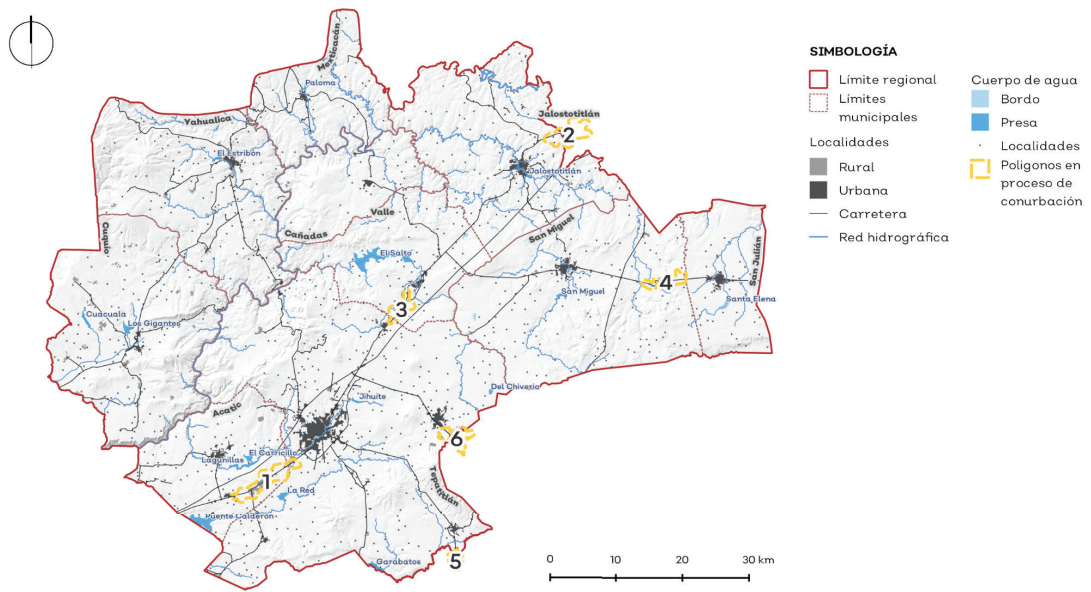 Mexticacán
Paloma
Yahualica
Jalostotitlán
2
El Estribón
Jalostotitlán
Valle
Cañadas
San Miguel
Cuquío
El Salto
San Julián
4
San Miguel
Santa Elena
3
Cuacuala
Los Gigantes
Del Chiverio
Jihuite
Acatic
6
El Carricillo
Lagunillas
1
La Red
Tepatitlán
Puente Calderón
Garabatos
5
0 10 20 30 km
SIMBOLOGÍA
Límite regional
Límites
municipales
Localidades
Rural
Urbana
Carretera
Red hidrográfica
Cuerpo de agua
Bordo
Presa
Localidades
Poligonos en
proceso de
conurbación